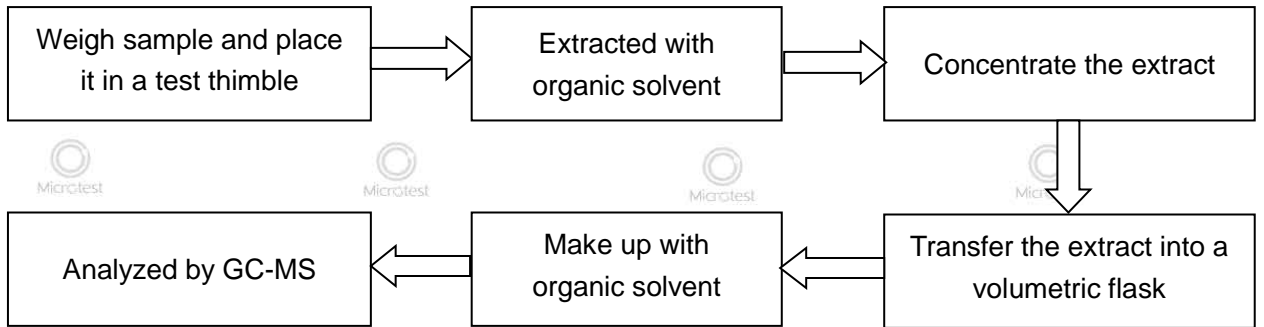 Weigh sample and place
it in a test thimble
Extracted with
organic solvent
Concentrate the extract
Microtest
Microtest
Microtest
Transfer the extract into a
volumetric flask
Make up with
organic solvent
Analyzed by GC-MS